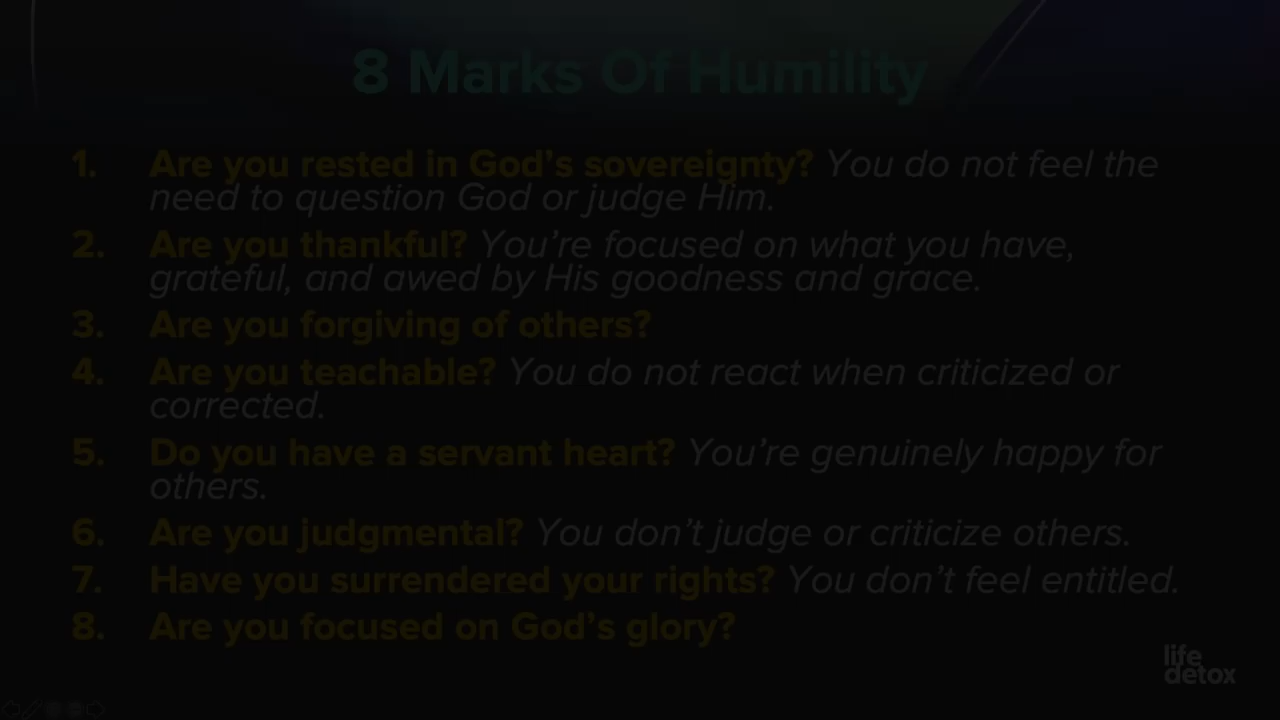 8 Marks Of Humility
1. Are you rested in God’s sovereignty? You do not feel the
need to question God or judge Him.
2. Are you thankful? You’re focused on what you have,
grateful, and awed by His goodness and grace.
3. Are you forgiving of others?
4. Are you teachable? You do not react when criticized or
corrected.
5. Do you have a servant heart? You’re genuinely happy for
others.
6. Are you judgmental? You don’t judge or criticize others.
7. Have you surrendered your rights? You don’t feel entitled.
8. Are you focused on God’s glory?
life
detox